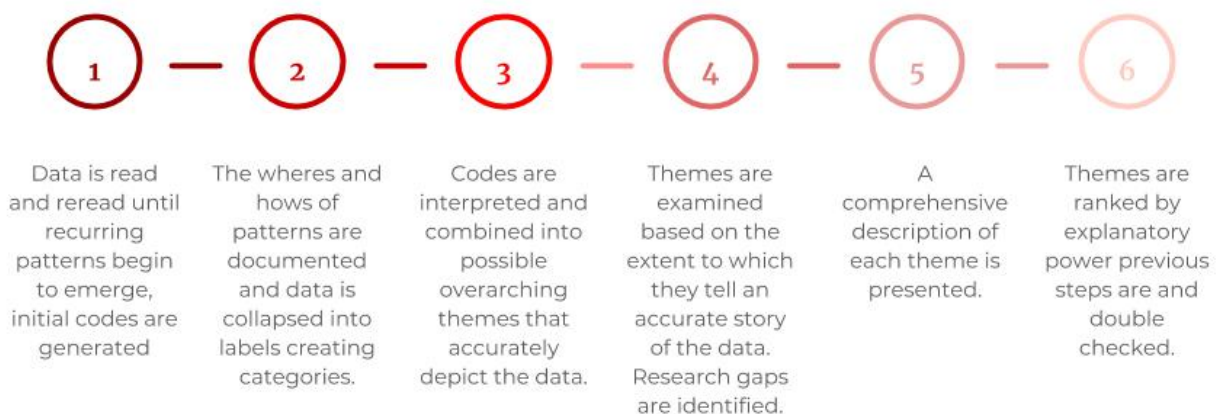 1
2
3
4
5
6
Data is read
and reread until
recurring
patterns begin
to emerge,
initial codes are
generated
The wheres and
hows of
patterns are
documented
and data is
collapsed into
labels creating
categories.
Codes are
interpreted and
combined into
possible
overarching
themes that
accurately
depict the data.
Themes are
examined
based on the
extent to which
they tell an
accurate story
of the data.
Research gaps
are identified.
A
comprehensive
description of
each theme is
presented.
Themes are
ranked by
explanatory
power previous
steps are and
double
checked.